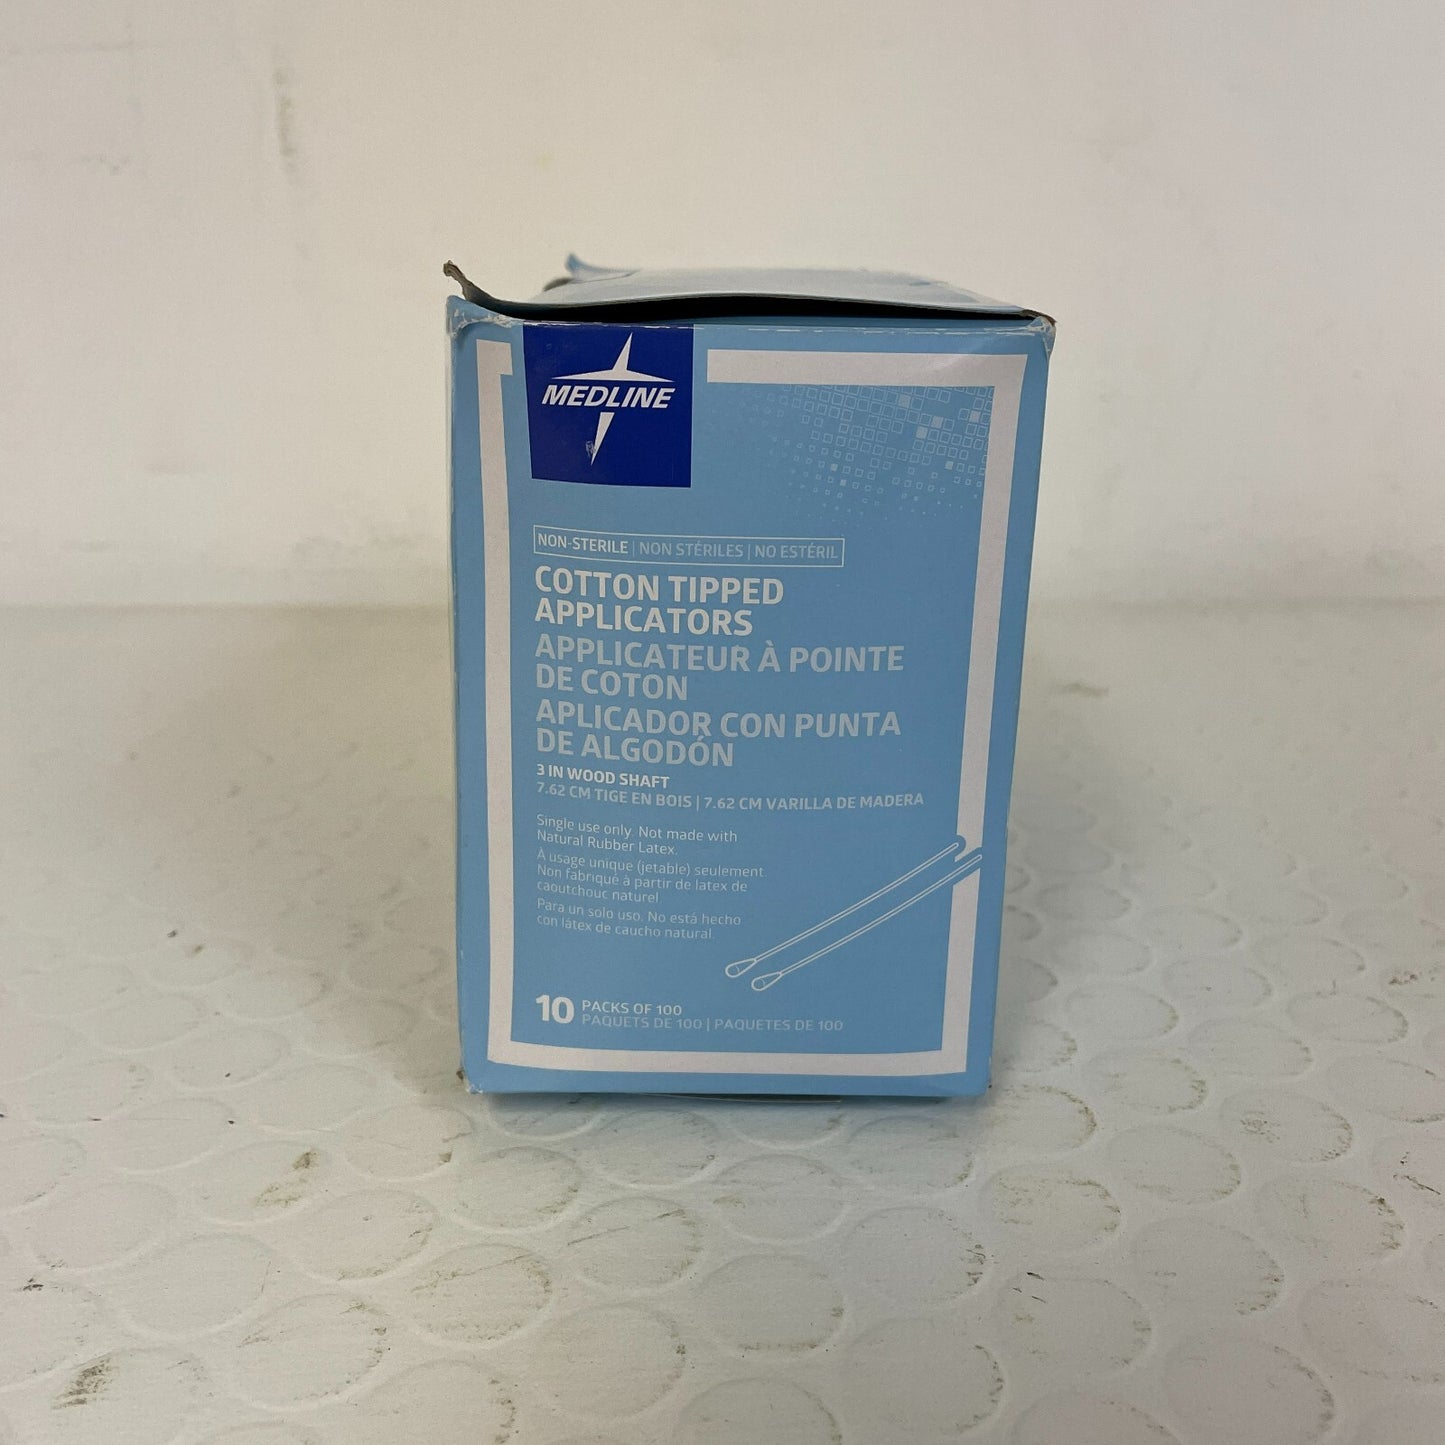 MEDLINE
NON-STERILE | NON STÉRILES | NO ESTÉRIL
COTTON TIPPED
APPLICATORS
APPLICATEUR À POINTE
DE COTON
APLICADOR CON PUNTA
DE ALGODÓN
3 IN WOOD SHAFT
7.62 CM TIGE EN BOIS | 7.62 CM VARILLA DE MADERA
Single use only. Not made with
Natural Rubber Latex.
À usage unique (jetable) seulement.
Non fabriqué à partir de latex de
caoutchouc naturel
Para un solo uso. No está hecho
con látex de caucho natural.
10 PACKS OF 100
PAQUETS DE 100 | PAQUETES DE 100